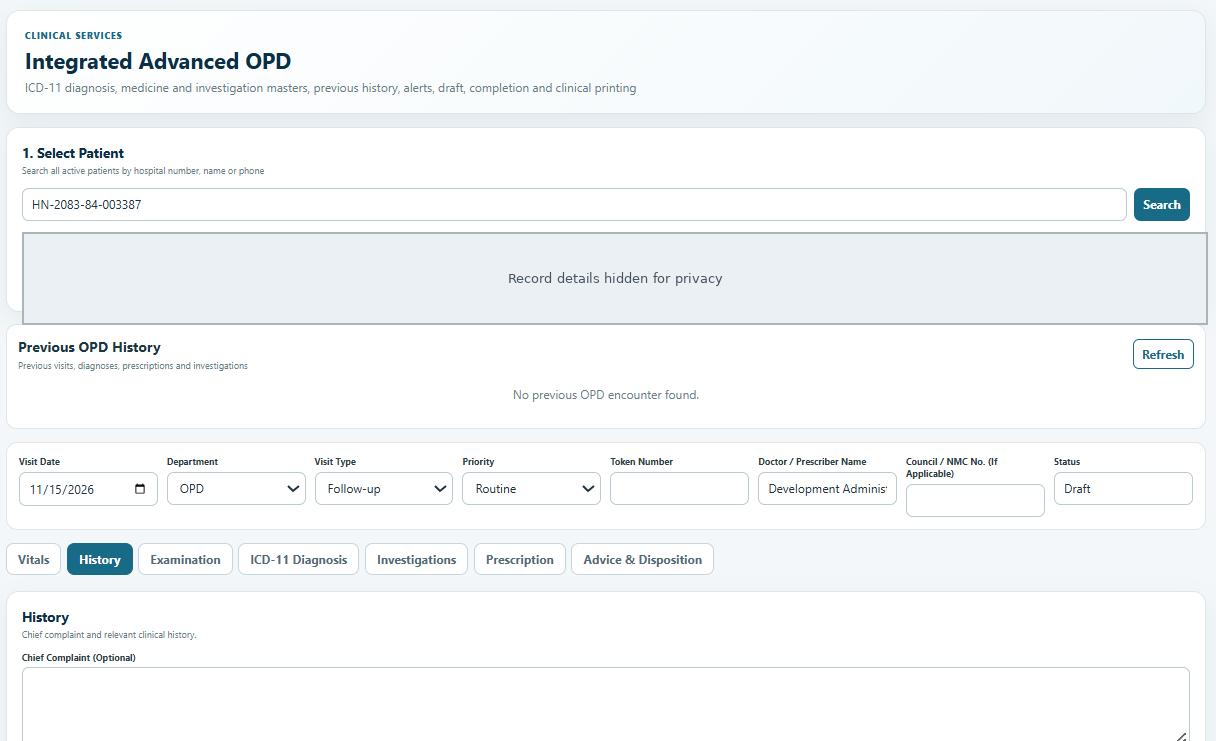 CLINICAL SERVICES
Integrated Advanced OPD
ICD-11 diagnosis, medicine and investigation masters, previous history, alerts, draft, completion and clinical printing
1. Select Patient
Search all active patients by hospital number, name or phone
HN-2083-84-003387
Search
Record details hidden for privacy
Previous OPD History
Previous visits, diagnoses, prescriptions and investigations
Refresh
No previous OPD encounter found.
Visit Date
Department
Visit Type
Priority
Token Number
Doctor / Prescriber Name
Council / NMC No. (If
Applicable)
Status
11/15/2026
OPD
Follow-up
Routine
Development Adminis
Draft
Vitals
History
Examination
ICD-11 Diagnosis
Investigations
Prescription
Advice & Disposition
History
Chief complaint and relevant clinical history.
Chief Complaint (Optional)